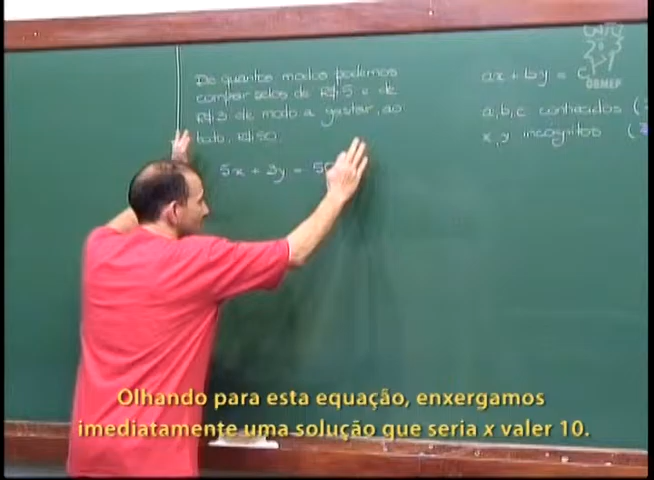 De quantos modos podemos
comprar selos de R$ 5 e de
R$ 3 de modo a gastar, ao
todo, R$ 50.
5x + 3y = 50
ax + by = c
a, b, c conhecidos (
x, y incógnitos (
OBMEP
Olhando para esta equação, enxergamos
imediatamente uma solução, que seria x valer 10.